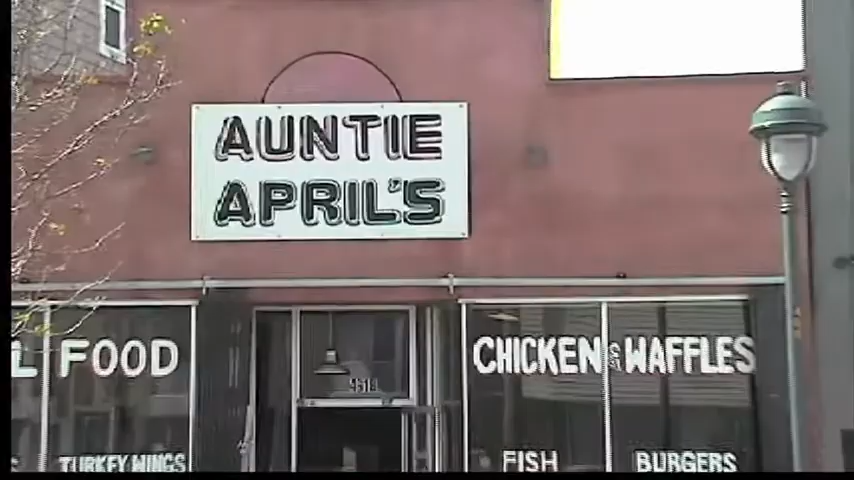 AUNTIE
APRIL'S
L FOOD
CHICKEN & WAFFLES
TURKEY WINGS
FISH
BURGERS